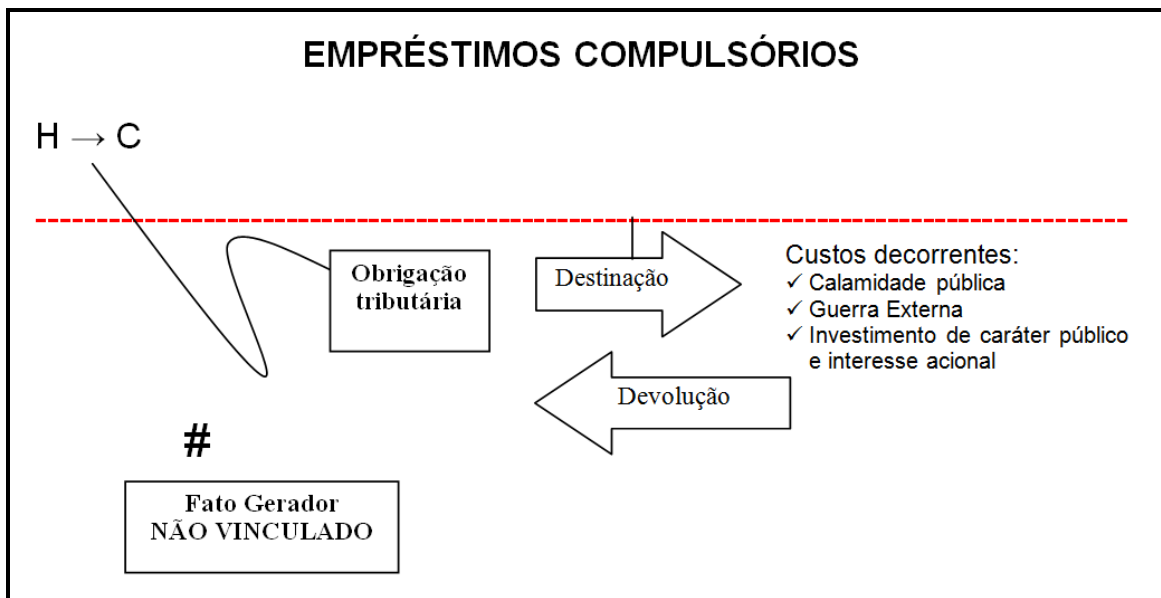 EMPRÉSTIMOS COMPULSÓRIOS
H → C
Obrigação
tributária
Destinação
Custos decorrentes:
✓ Calamidade pública
✓ Guerra Externa
✓ Investimento de caráter público
e interesse acional
Devolução
#
Fato Gerador
NÃO VINCULADO